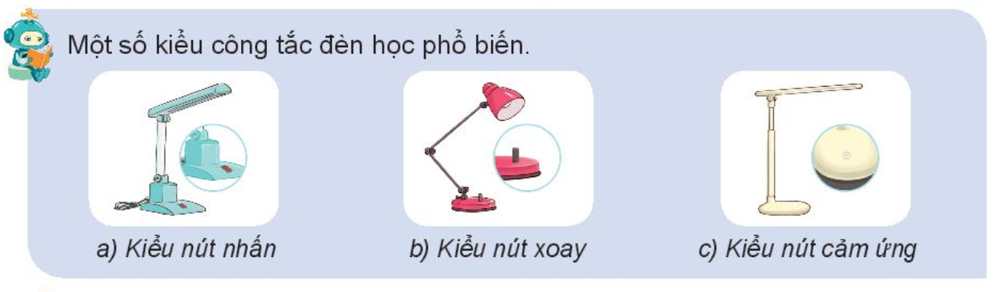 Một số kiểu công tắc đèn học phổ biến.
a) Kiểu nút nhấn
b) Kiểu nút xoay
c) Kiểu nút cảm ứng